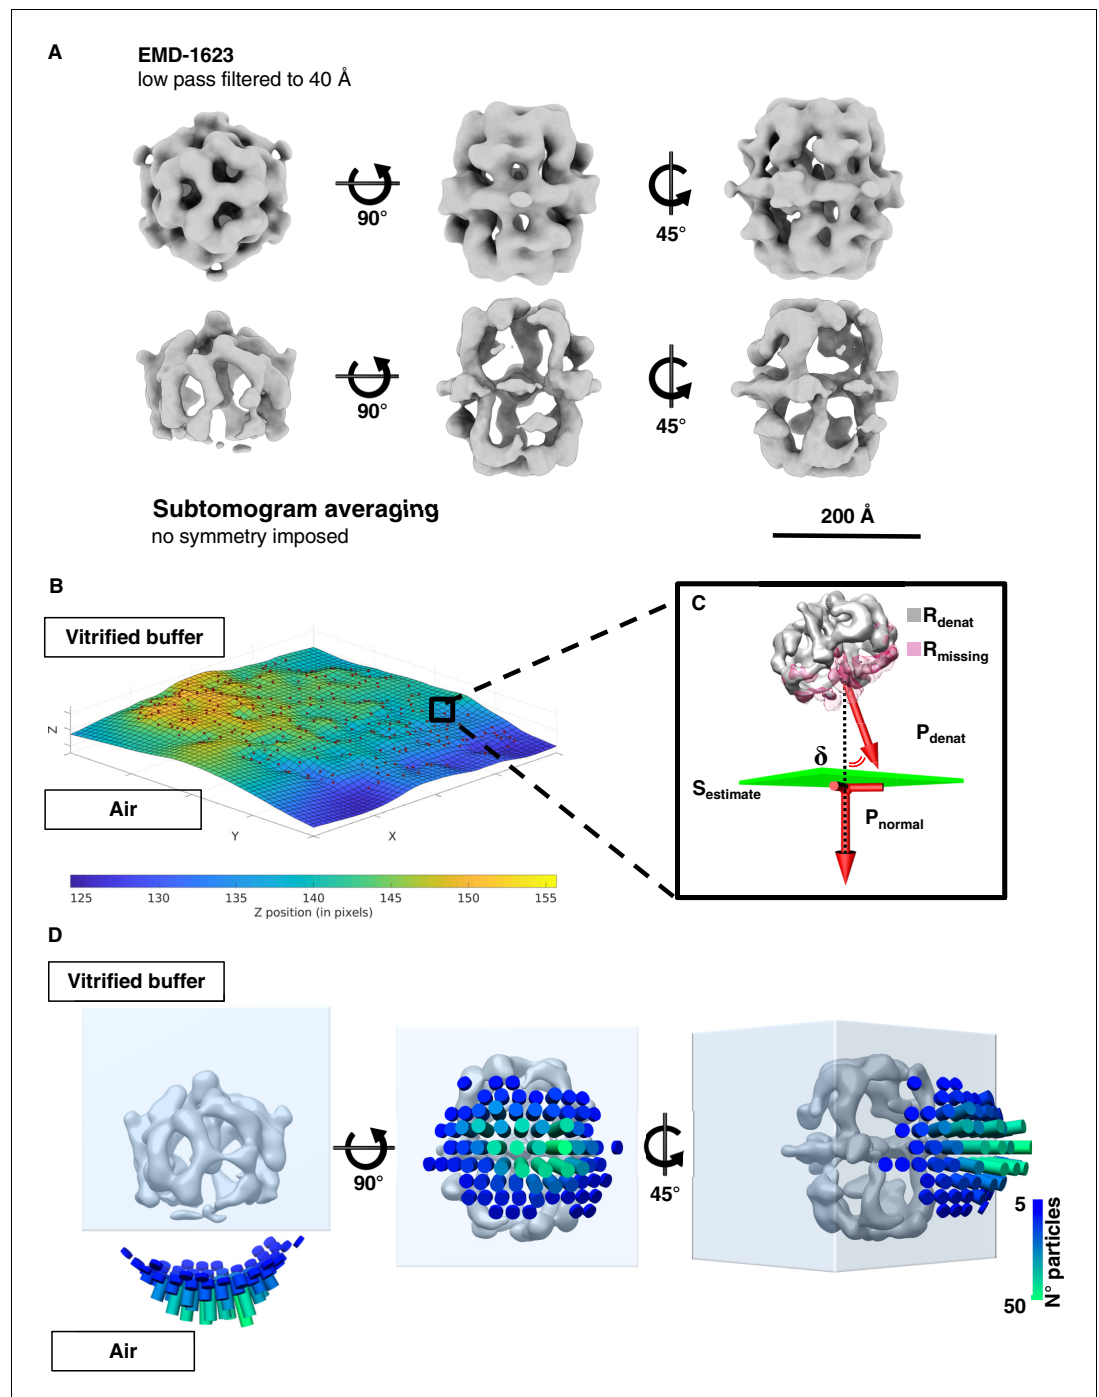 A
EMD-1623
low pass filtered to 40 Å
90°
45°
90°
45°
Subtomogram averaging
no symmetry imposed
200 Å
B
Vitrified buffer
Air
Z
Y
X
125 130 135 140 145 150 155
Z position (in pixels)
C
Rdenat
Rmissing
Pdenat
δ
Sestimate
Pnormal
D
Vitrified buffer
90°
45°
5
50
N° particles
Air